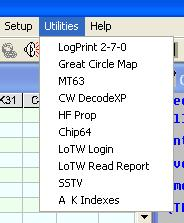 Setup Utilities Help
LogPrint 2-7-0
Great Circle Map
MT63
CW DecodeXP
HF Prop
Chip64
LoTW Login
LoTW Read Report
SSTV
A K Indexes